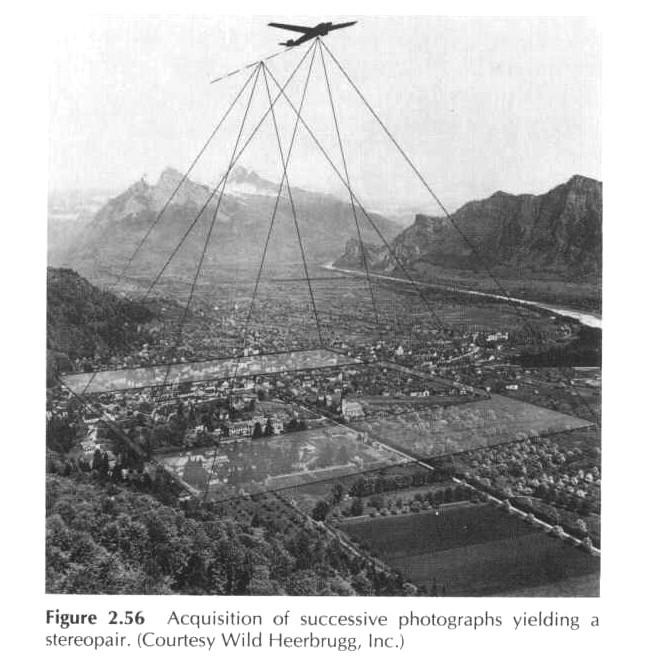 Figure 2.56 Acquisition of successive photographs yielding a
stereopair. (Courtesy Wild Heerbrugg, Inc.)